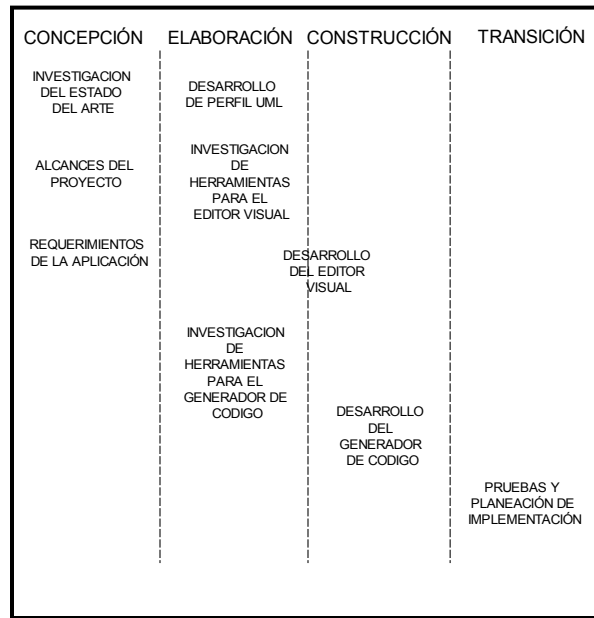 CONCEPCIÓN
ELABORACIÓN
CONSTRUCCIÓN
TRANSICIÓN
INVESTIGACION
DEL ESTADO
DEL ARTE
ALCANCES DEL
PROYECTO
REQUERIMIENTOS
DE LA APLICACIÓN
DESARROLLO
DE PERFIL UML
INVESTIGACION
DE
HERRAMIENTAS
PARA EL
EDITOR VISUAL
DESARROLLO
DEL EDITOR
VISUAL
INVESTIGACION
DE
HERRAMIENTAS
PARA EL
GENERADOR DE
CODIGO
DESARROLLO
DEL
GENERADOR
DE CODIGO
PRUEBAS Y
PLANEACIÓN DE
IMPLEMENTACIÓN